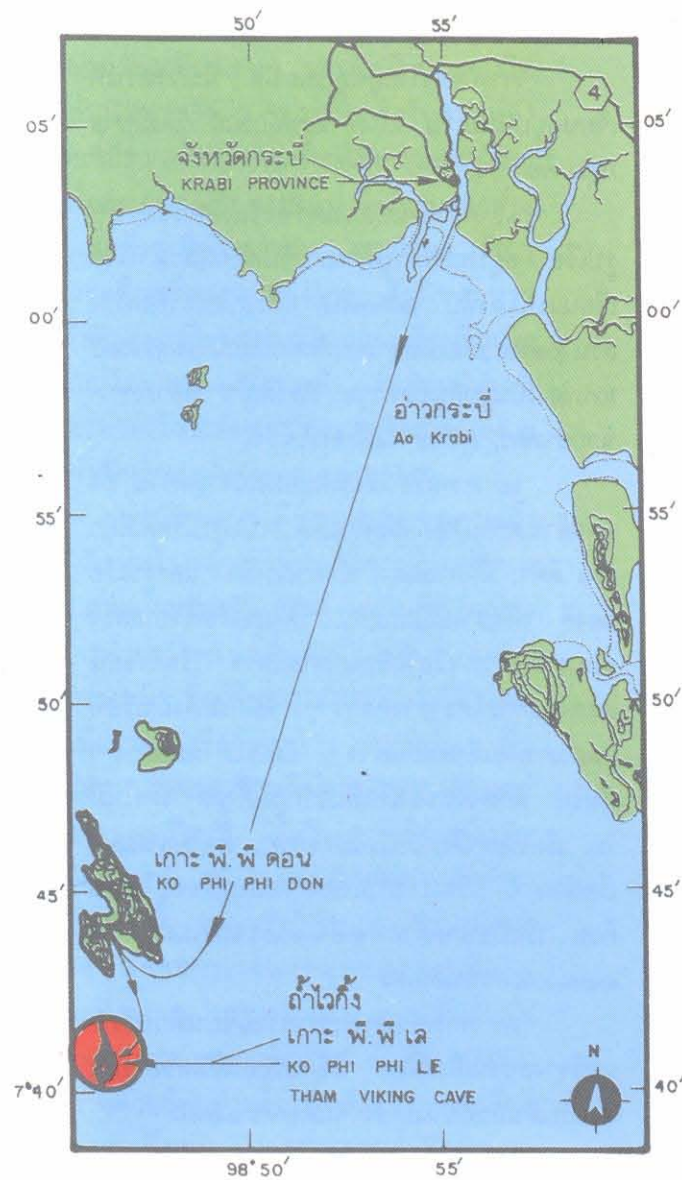 50′ 55′
4
05′ 05′
จังหวัดกระบี่
KRABI PROVINCE
00′ 00′
อ่าวกระบี่
Ao Krabi
55′ 55′
50′ 50′
เกาะ พี.พี ดอน
KO PHI PHI DON
45′ 45′
ถ้ำไวกิ้ง
เกาะ พี.พี เล
KO PHI PHI LE
THAM VIKING CAVE
N
7°40′ 40′
98°50′ 55′